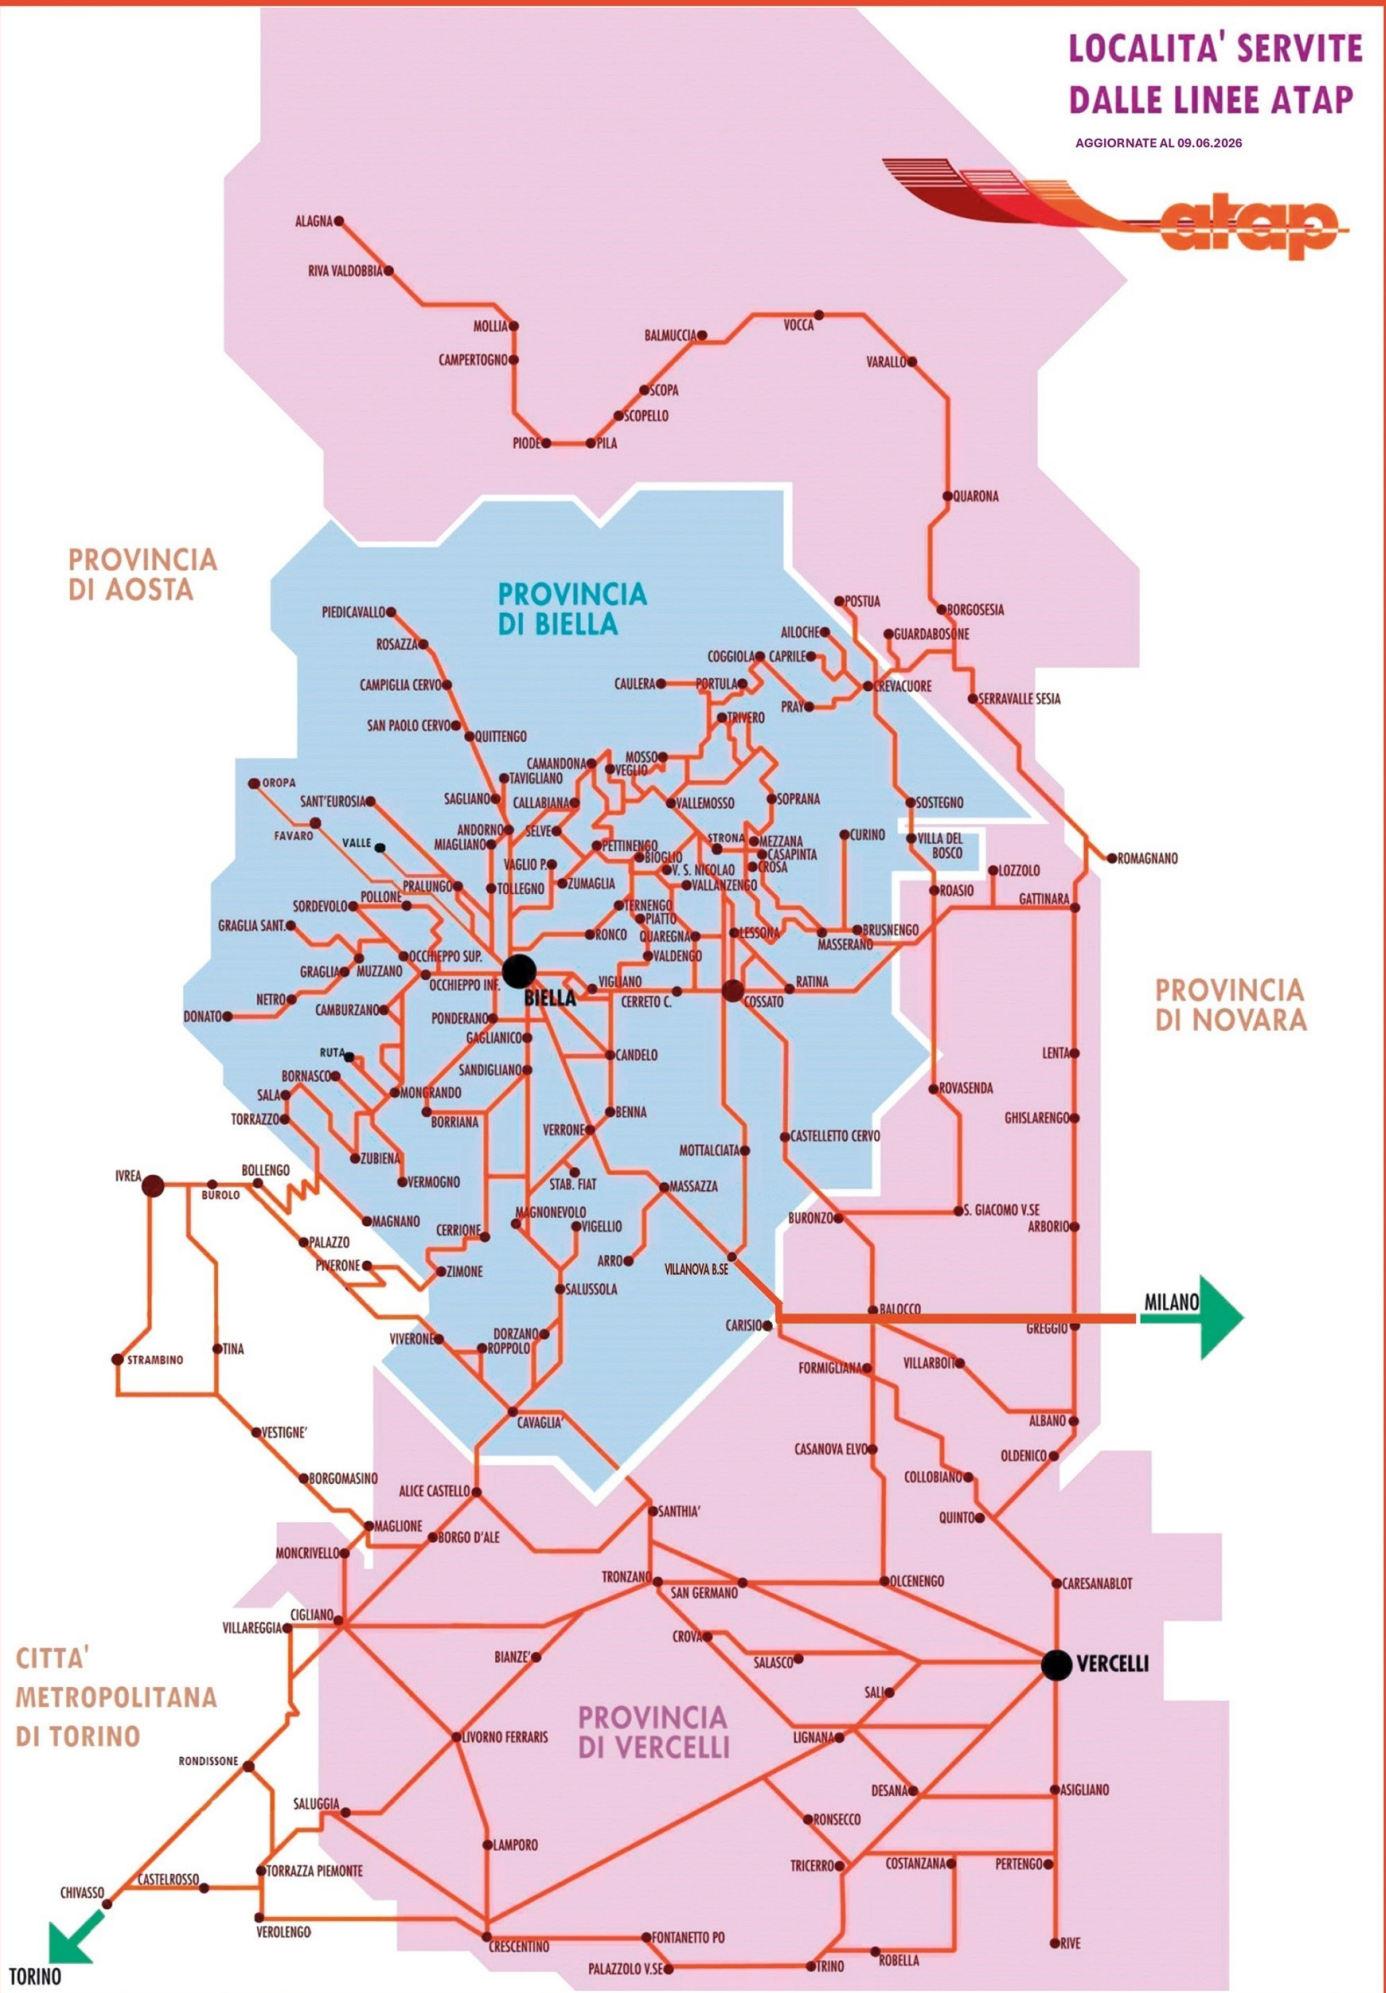 LOCALITA' SERVITE
DALLE LINEE ATAP
AGGIORNATE AL 09.06.2026
atap
ALAGNA
RIVA VALDOBBIA
MOLLIA
CAMPERTOGNO
PIODE
PILA
SCOPELLO
SCOPA
BALMUCCIA
VOCCA
VARALLO
QUARONA
BORGOSESIA
PROVINCIA
DI AOSTA
PROVINCIA
DI BIELLA
POSTUA
AILOCHE
GUARDABOSONE
COGGIOLA
CAPRILE
CREVACUORE
SERRAVALLE SESIA
CAULERA
PORTULA
PRAY
TRIVERO
PIEDICAVALLO
ROSAZZA
CAMPIGLIA CERVO
SAN PAOLO CERVO
QUITTENGO
CAMANDONA
MOSSO
VEGLIO
TAVIGLIANO
OROPA
SANT'EUROSIA
SAGLIANO
CALLABIANA
VALLEMOSSO
SOPRANA
SOSTEGNO
FAVARO
VALLE
ANDORNO
SELVE
MIAGLIANO
PETTINENGO
STRONA
MEZZANA
CURINO
VILLA DEL
BOSCO
BIOGLIO
CASAPINTA
CROSA
ROMAGNANO
VAGLIO P.
V. S. NICOLAO
LOZZOLO
PRALUNGO
TOLLEGNO
ZUMAGLIA
VALLANZENGO
ROASIO
GATTINARA
POLLONE
SORDEVOLO
TERNENGO
PIATTO
GRAGLIA SANT.
RONCO
QUAREGNA
LESSONA
MASSERANO
BRUSNENGO
OCCHIEPPO SUP.
VALDENGO
GRAGLIA
MUZZANO
OCCHIEPPO INF.
BIELLA
VIGLIANO
CERRETO C.
COSSATO
RATINA
NETRO
DONATO
CAMBURZANO
PONDERANO
GAGLIANICO
PROVINCIA
DI NOVARA
RUTA
BORNASCO
SANDIGLIANO
CANDELO
LENTA
SALA
MONGRANDO
ROVASENDA
TORRAZZO
BORRIANA
BENNA
GHISLARENGO
VERRONE
CASTELLETTO CERVO
MOTTALCIATA
ZUBIENA
IVREA
BOLLENGO
BUROLO
VERMOGNO
STAB. FIAT
MASSAZZA
MAGNANO
MAGNONEVOLO
VIGELLIO
BURONZO
S. GIACOMO V.SE
ARBORIO
CERRIONE
PALAZZO
PIVERONE
ZIMONE
ARRO
VILLANOVA B.SE
SALUSSOLA
MILANO
BALOCCO
CARISIO
GREGGIO
VIVERONE
DORZANO
ROPPOLO
STRAMBINO
TINA
FORMIGLIANA
VILLARBOIT
CAVAGLIA'
ALBANO
VESTIGNE'
CASANOVA ELVO
OLDENICO
BORGOMASINO
ALICE CASTELLO
COLLOBIANO
SANTHIA'
QUINTO
MAGLIONE
BORGO D'ALE
MONCRIVELLO
TRONZANO
SAN GERMANO
OLCENENGO
CARESANABLOT
CIGLIANO
VILLAREGGIA
CROVA
BIANZE'
SALASCO
VERCELLI
CITTA'
METROPOLITANA
DI TORINO
SALI
PROVINCIA
DI VERCELLI
LIVORNO FERRARIS
LIGNANA
RONDISSONE
DESANA
ASIGLIANO
SALUGGIA
RONSECCO
LAMPORO
TORRAZZA PIEMONTE
TRICERRO
COSTANZANA
PERTENGO
CASTELROSSO
CHIVASSO
VEROLENGO
CRESCENTINO
FONTANETTO PO
RIVE
ROBELLA
PALAZZOLO V.SE
TRINO
TORINO